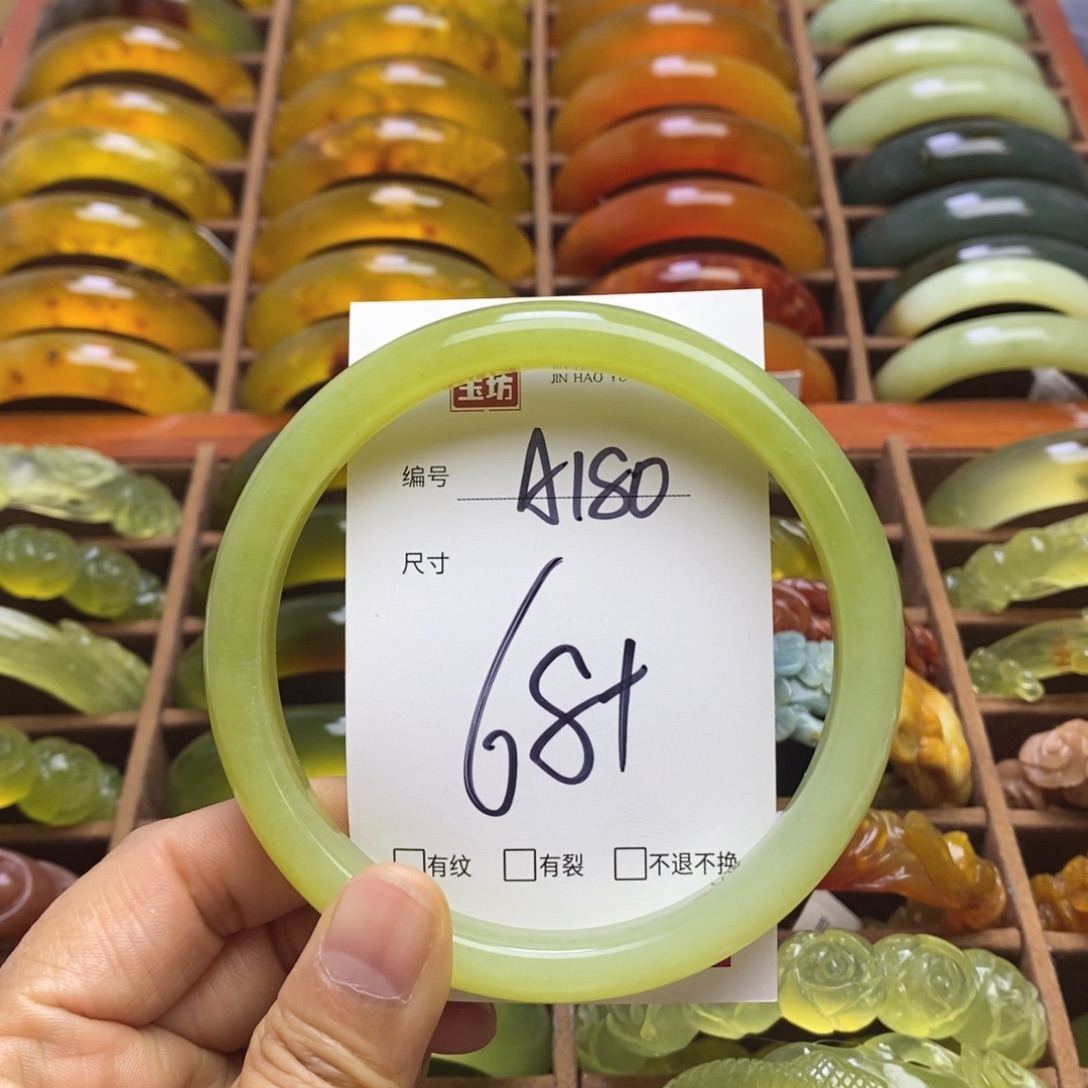 玉坊
JIN HAO YU
编号 A180
尺寸
68+
有纹 有裂 不退不换